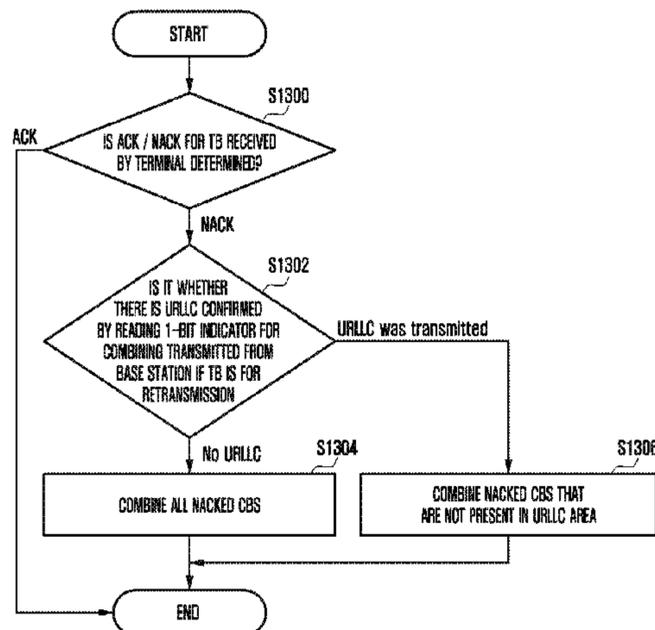 START
S1300
ACK
IS ACK / NACK FOR TB RECEIVED
BY TERMINAL DETERMINED?
NACK
S1302
IS IT WHETHER
THERE IS URLLC CONFIRMED
BY READING 1-BIT INDICATOR FOR
COMBINING TRANSMITTED FROM
BASE STATION IF TB IS FOR
RETRANSMISSION
URLLC was transmitted
No URLLC
S1304
S1306
COMBINE ALL NACKED CBS
COMBINE NACKED CBS THAT
ARE NOT PRESENT IN URLLC AREA
END